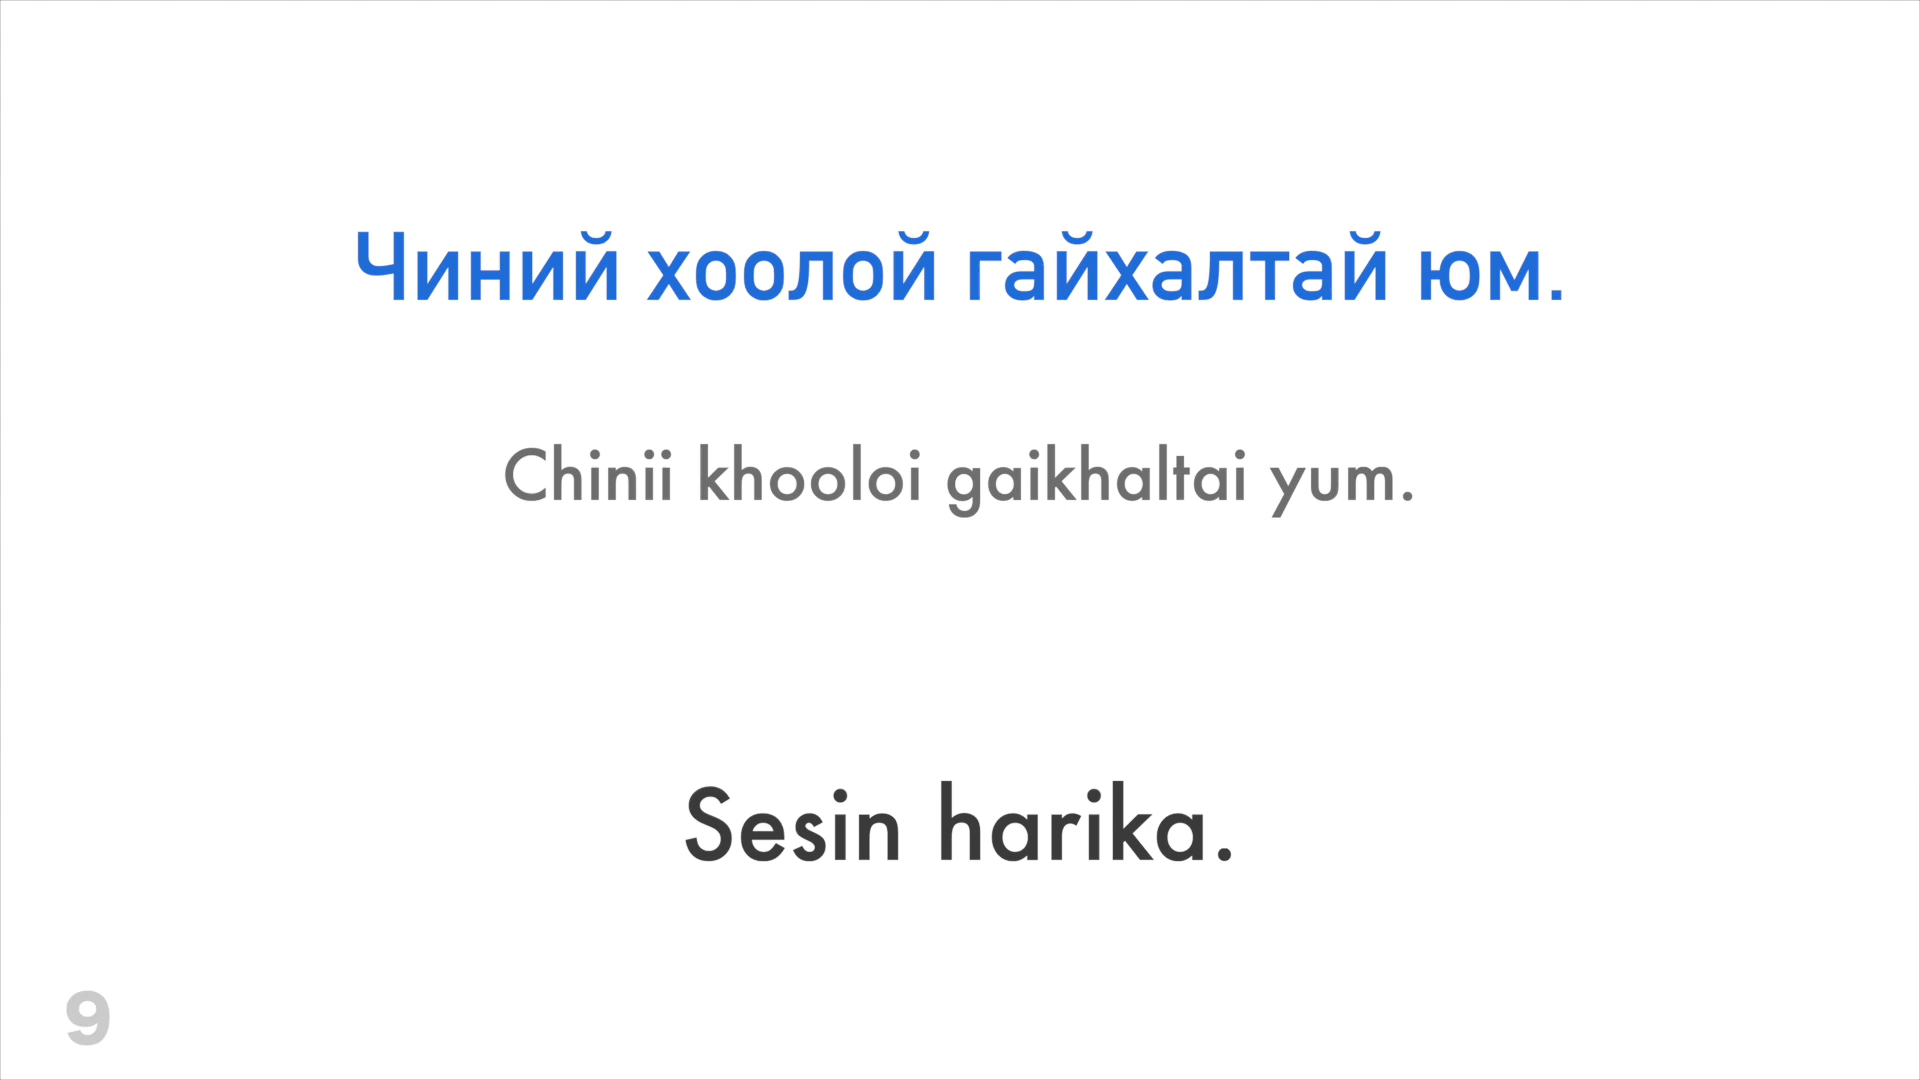 Чиний хоолой гайхалтай юм.
Chinii khooloi gaikhaltai yum.
Sesin harika.
9